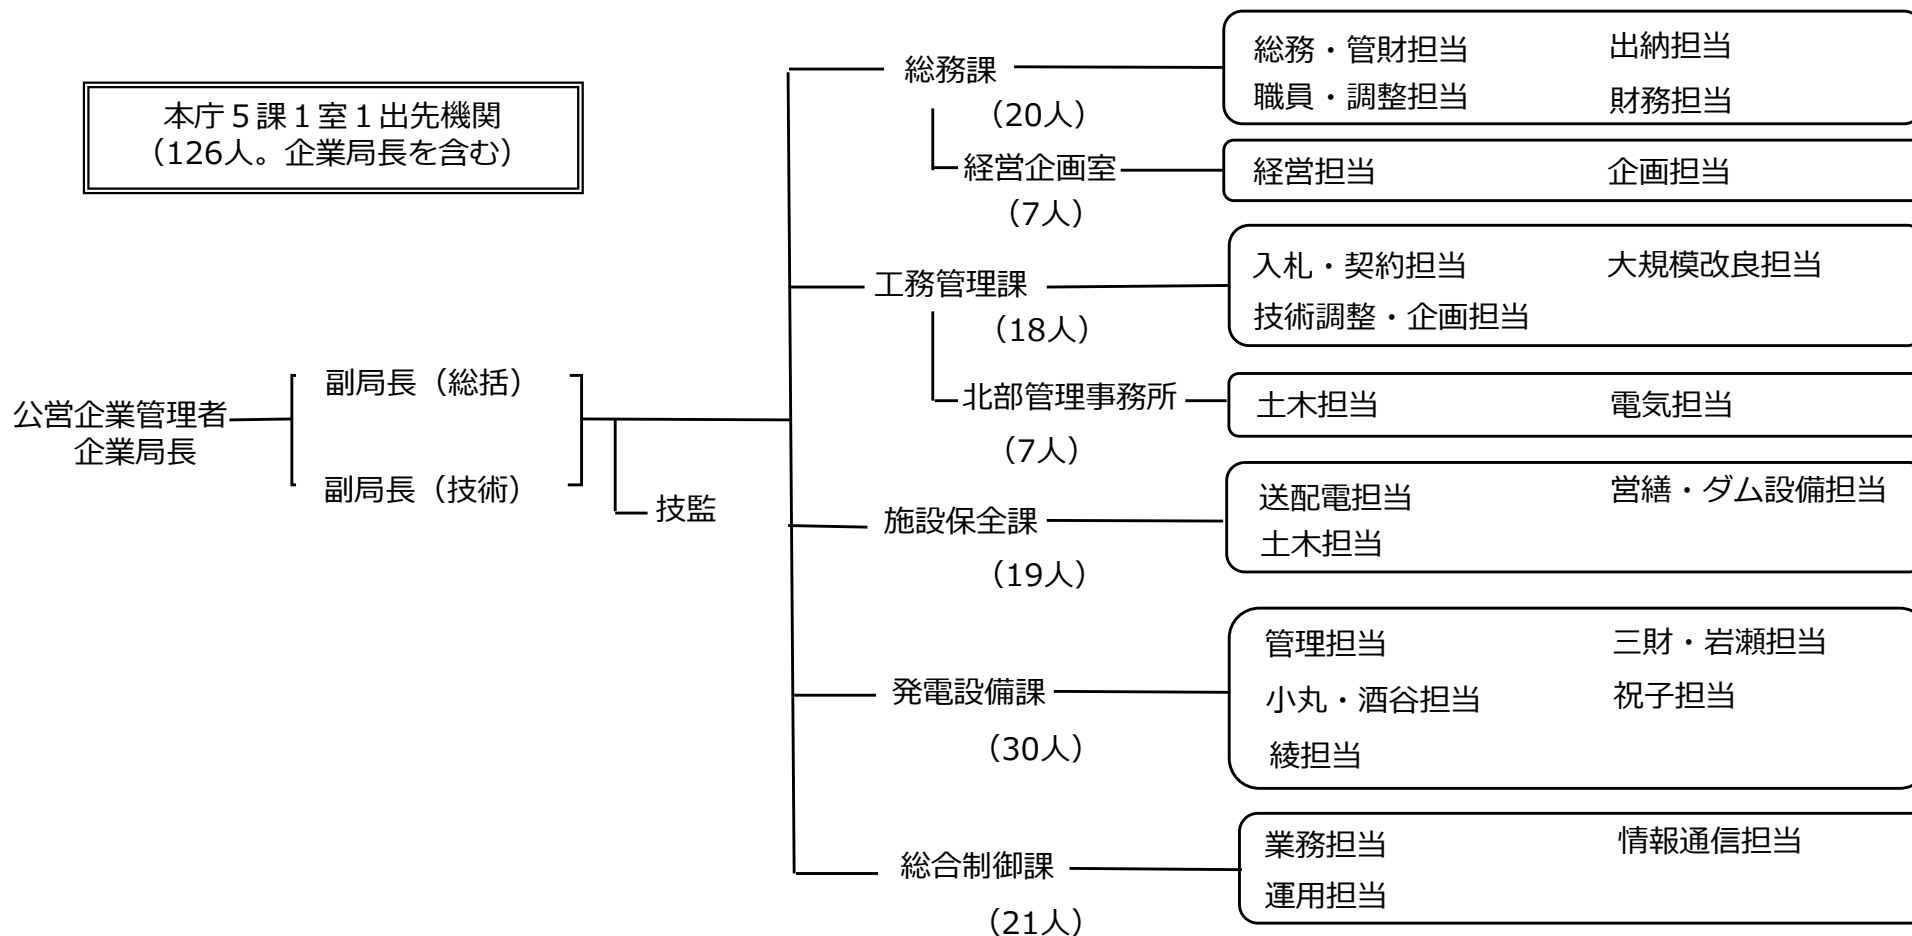 本庁５課１室１出先機関
（126人。企業局長を含む）
公営企業管理者
企業局長
副局長（総括）
副局長（技術）
技監
総務課
（20人）
総務・管財担当 出納担当
職員・調整担当 財務担当
経営企画室
（7人）
経営担当 企画担当
工務管理課
（18人）
入札・契約担当 大規模改良担当
技術調整・企画担当
北部管理事務所
（7人）
土木担当 電気担当
施設保全課
（19人）
送配電担当 営繕・ダム設備担当
土木担当
発電設備課
（30人）
管理担当 三財・岩瀬担当
小丸・酒谷担当 祝子担当
綾担当
総合制御課
（21人）
業務担当 情報通信担当
運用担当